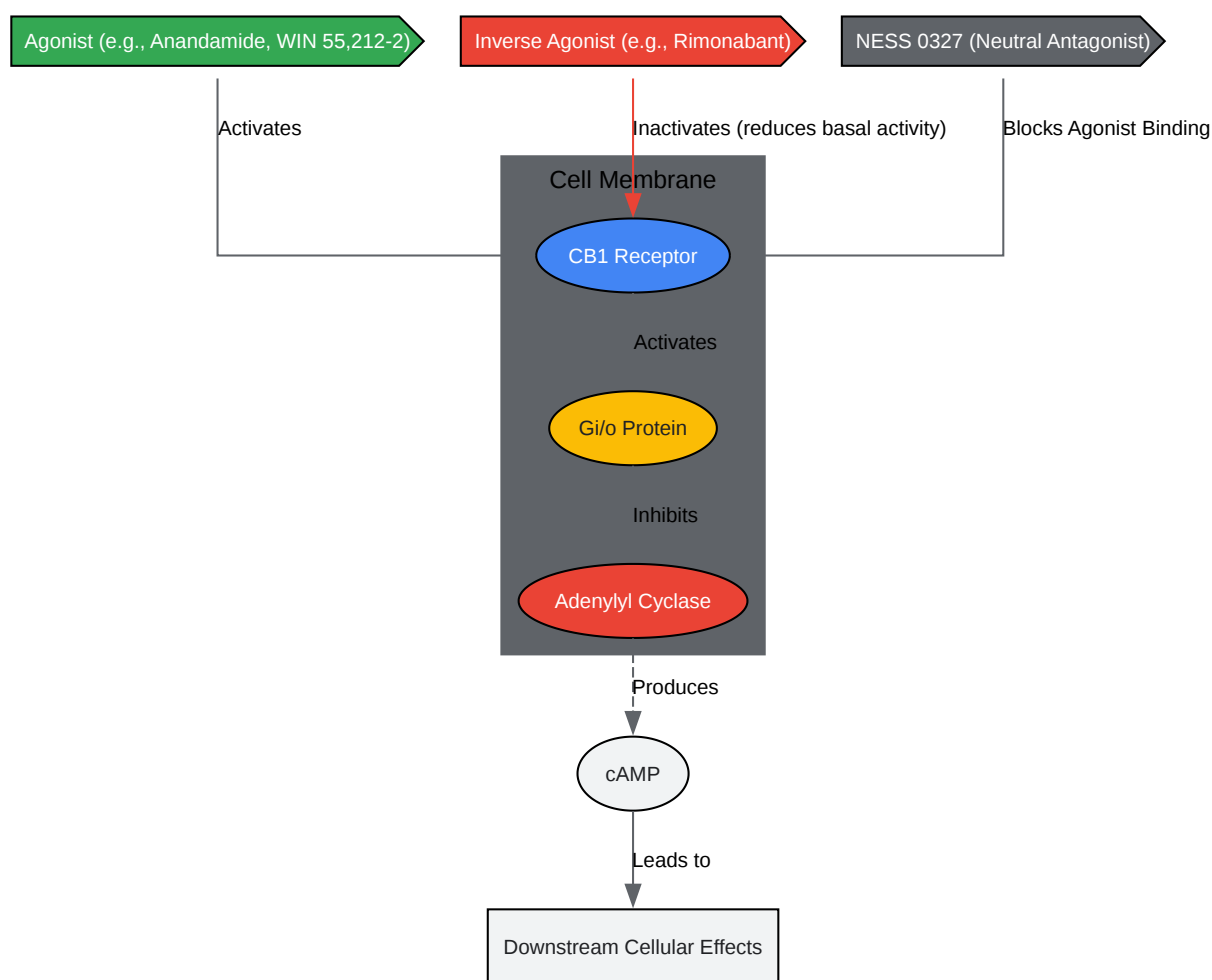 Agonist (e.g., Anandamide, WIN 55,212-2)
Inverse Agonist (e.g., Rimonabant)
NESS 0327 (Neutral Antagonist)
Activates
Inactivates (reduces basal activity)
Blocks Agonist Binding
Cell Membrane
CB1 Receptor
Activates
Gi/o Protein
Inhibits
Adenylyl Cyclase
Produces
cAMP
Leads to
Downstream Cellular Effects